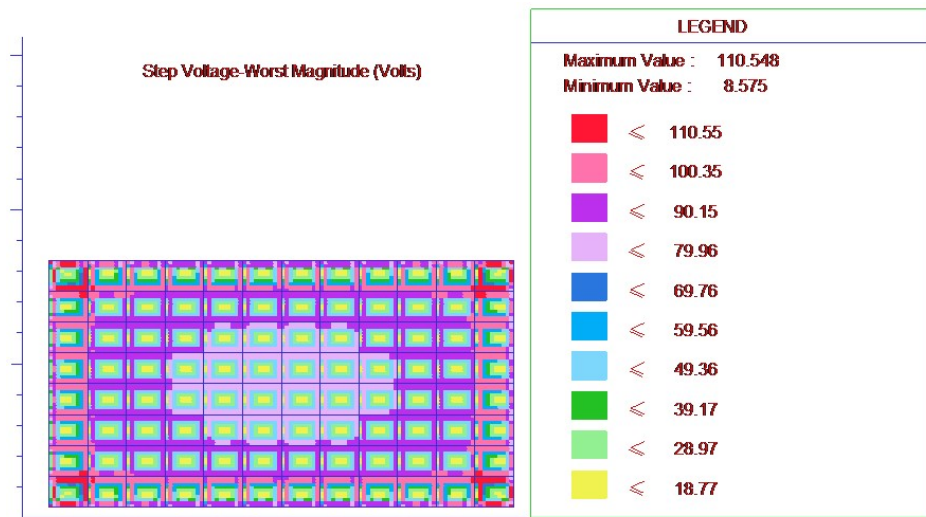 Step Voltage-Worst Magnitude (Volts)
LEGEND
Maximum Value : 110.548
Minimum Value : 8.575
⩽ 110.55
⩽ 100.35
⩽ 90.15
⩽ 79.96
⩽ 69.76
⩽ 59.56
⩽ 49.36
⩽ 39.17
⩽ 28.97
⩽ 18.77